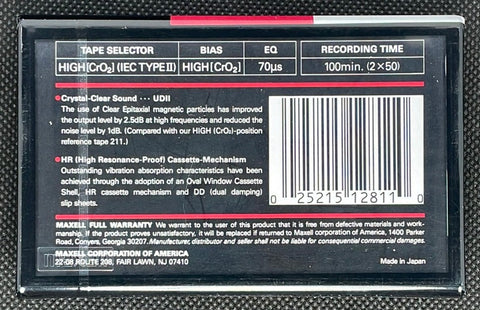 TAPE SELECTOR BIAS EQ RECORDING TIME
HIGH[CrO₂] (IEC TYPE II) HIGH[CrO₂] 70µs 100min. (2×50)
Crystal-Clear Sound ··· UDII
The use of Clear Epitaxial magnetic particles has improved
the output level by 2.5dB at high frequencies and reduced the
noise level by 1dB. (Compared with our HIGH (CrO₂)-position
reference tape 211.)
HR (High Resonance-Proof) Cassette-Mechanism
Outstanding vibration absorption characteristics have
been achieved through the adoption of an Oval Window Cassette
Shell, HR cassette mechanism and DD (dual damping)
slip sheets.
0 25215 12811 0
MAXELL FULL WARRANTY We warrant to the user of this product that it is free from defective materials and work-
manship. If the product proves unsatisfactory, it will be replaced if returned to Maxell corporation of America, 1400 Parker
Road, Conyers, Georgia 30207. Manufacturer, distributor and seller shall not be liable for consequential commercial damages.
MAXELL CORPORATION OF AMERICA
22-08 ROUTE 208, FAIR LAWN, NJ 07410
Made in Japan